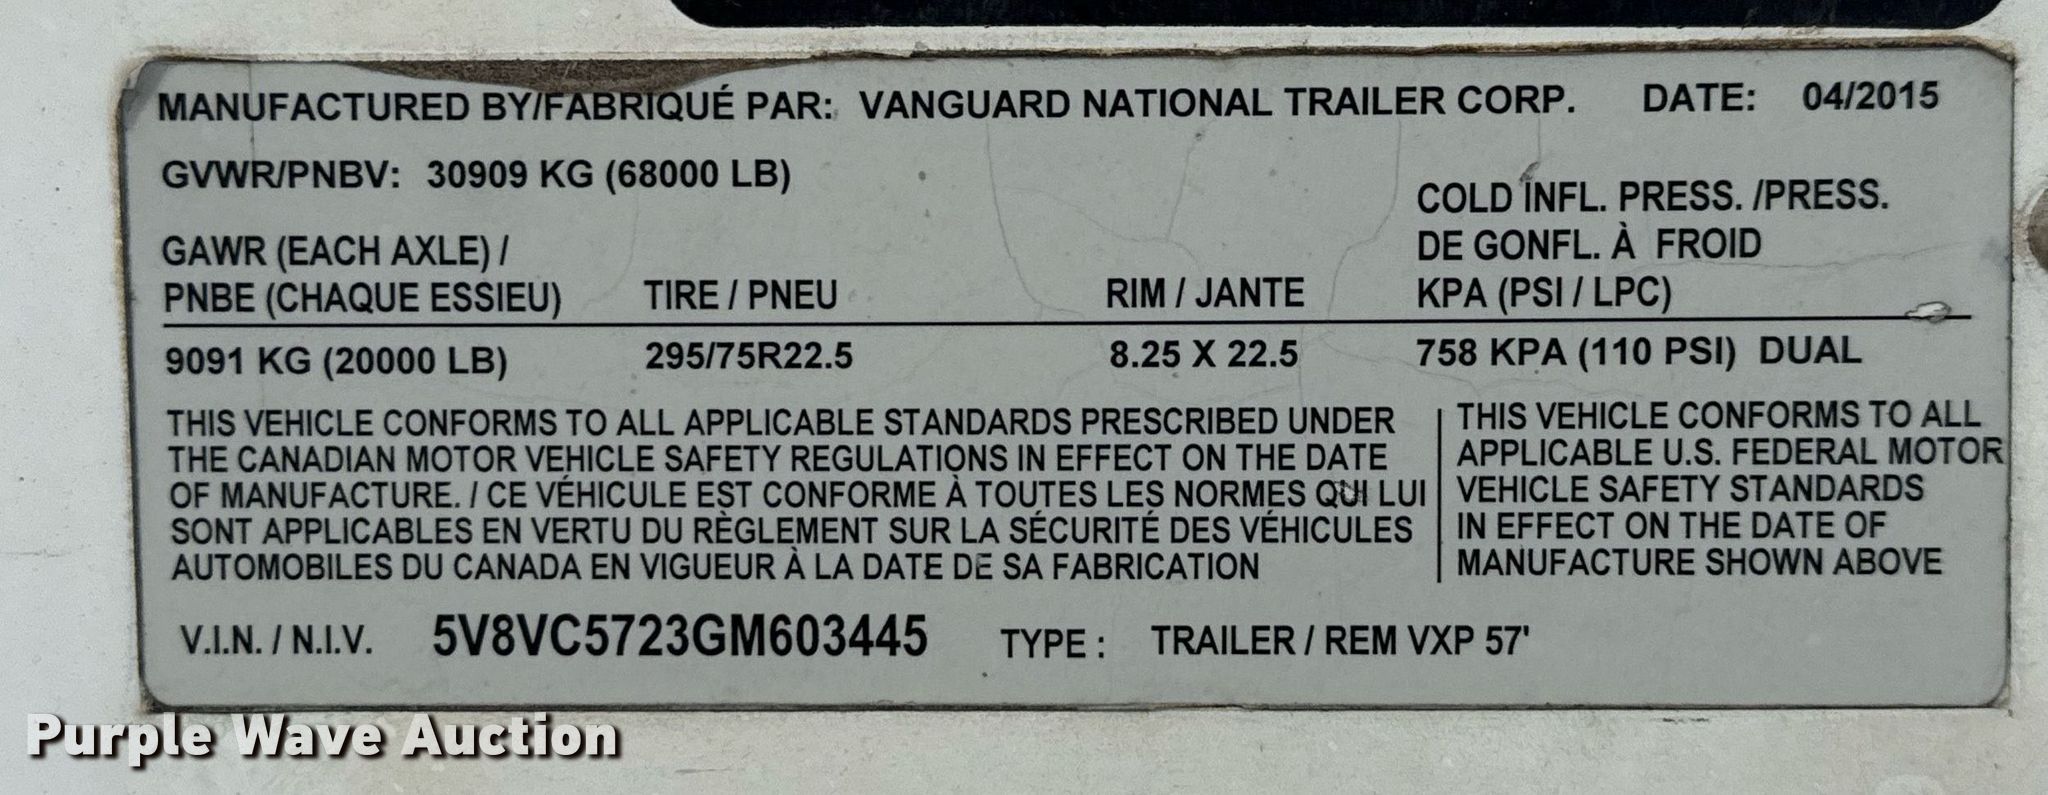 MANUFACTURED BY/FABRIQUÉ PAR: VANGUARD NATIONAL TRAILER CORP. DATE: 04/2015
GVWR/PNBV: 30909 KG (68000 LB)
COLD INFL. PRESS. /PRESS.
GAWR (EACH AXLE) / DE GONFL. À FROID
PNBE (CHAQUE ESSIEU) TIRE / PNEU RIM / JANTE KPA (PSI / LPC)
9091 KG (20000 LB) 295/75R22.5 8.25 X 22.5 758 KPA (110 PSI) DUAL
THIS VEHICLE CONFORMS TO ALL APPLICABLE STANDARDS PRESCRIBED UNDER
THE CANADIAN MOTOR VEHICLE SAFETY REGULATIONS IN EFFECT ON THE DATE
OF MANUFACTURE. / CE VÉHICULE EST CONFORME À TOUTES LES NORMES QUI LUI
SONT APPLICABLES EN VERTU DU RÈGLEMENT SUR LA SÉCURITÉ DES VÉHICULES
AUTOMOBILES DU CANADA EN VIGUEUR À LA DATE DE SA FABRICATION
THIS VEHICLE CONFORMS TO ALL
APPLICABLE U.S. FEDERAL MOTOR
VEHICLE SAFETY STANDARDS
IN EFFECT ON THE DATE OF
MANUFACTURE SHOWN ABOVE
V.I.N. / N.I.V. 5V8VC5723GM603445 TYPE : TRAILER / REM VXP 57'
Purple Wave Auction